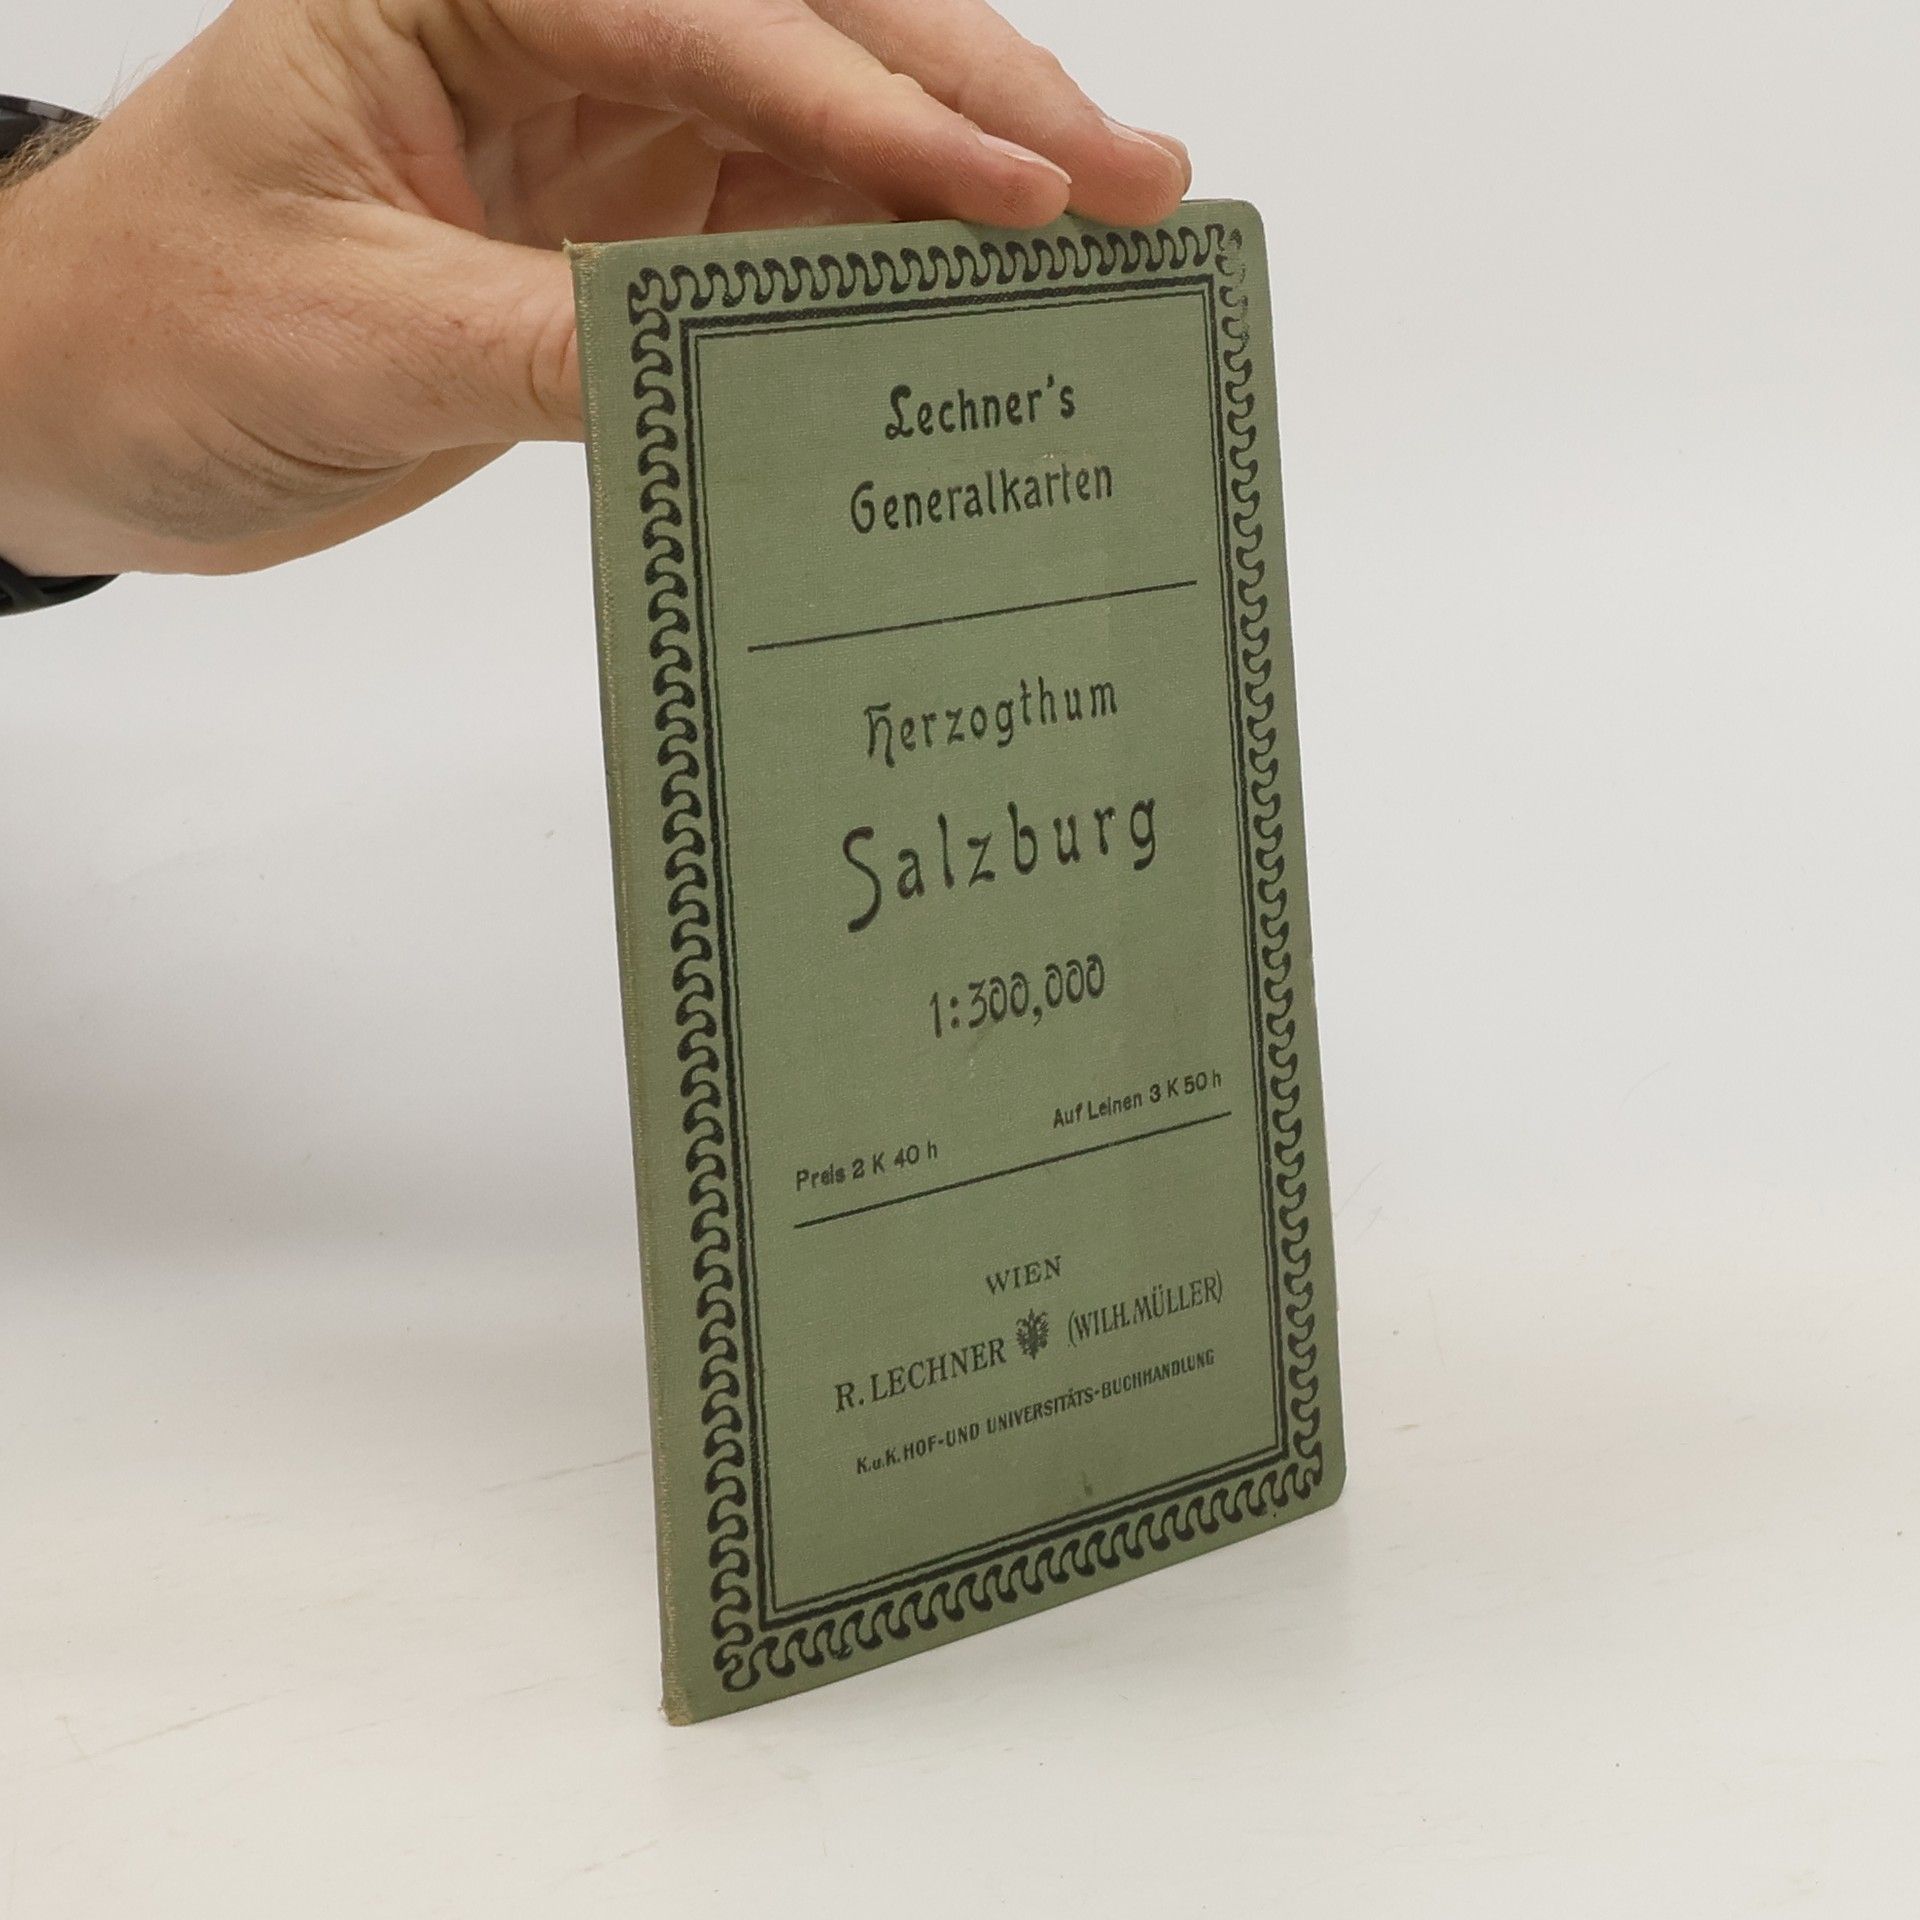 Lechner's
Generalkarten
Herzogthum
Salzburg
1:300,000
Preis 2 K 40 h
Auf Leinen 3 K 50 h
WIEN
R. LECHNER (WILH. MÜLLER)
K.u.K. HOF-UND UNIVERSITÄTS-BUCHHANDLUNG